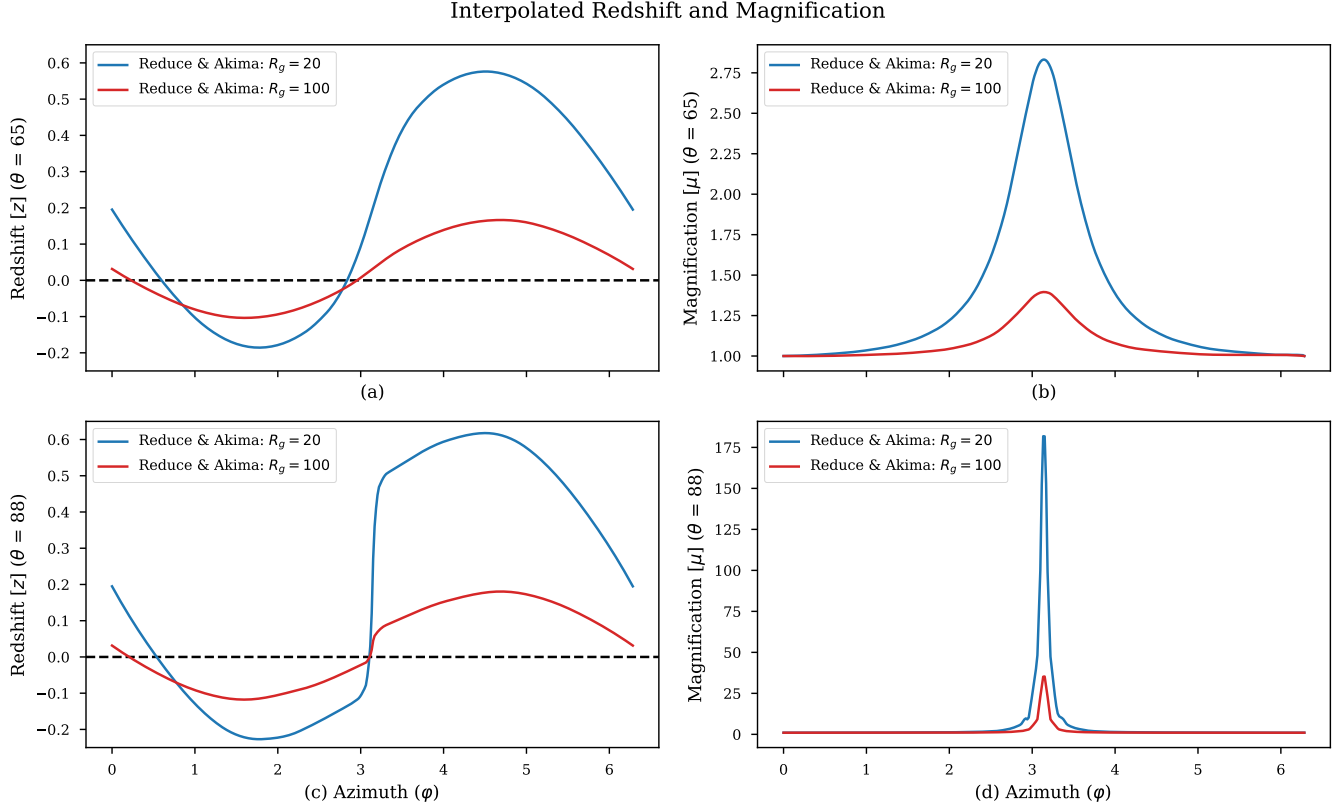 Interpolated Redshift and Magnification
Redshift [z] (θ = 65)
0.6
0.5
0.4
0.3
0.2
0.1
0.0
−0.1
−0.2
Reduce & Akima: R_g = 20
Reduce & Akima: R_g = 100
(a)
Magnification [μ] (θ = 65)
2.75
2.50
2.25
2.00
1.75
1.50
1.25
1.00
Reduce & Akima: R_g = 20
Reduce & Akima: R_g = 100
(b)
Redshift [z] (θ = 88)
0.6
0.5
0.4
0.3
0.2
0.1
0.0
−0.1
−0.2
Reduce & Akima: R_g = 20
Reduce & Akima: R_g = 100
0 1 2 3 4 5 6
(c) Azimuth (φ)
Magnification [μ] (θ = 88)
175
150
125
100
75
50
25
0
Reduce & Akima: R_g = 20
Reduce & Akima: R_g = 100
0 1 2 3 4 5 6
(d) Azimuth (φ)